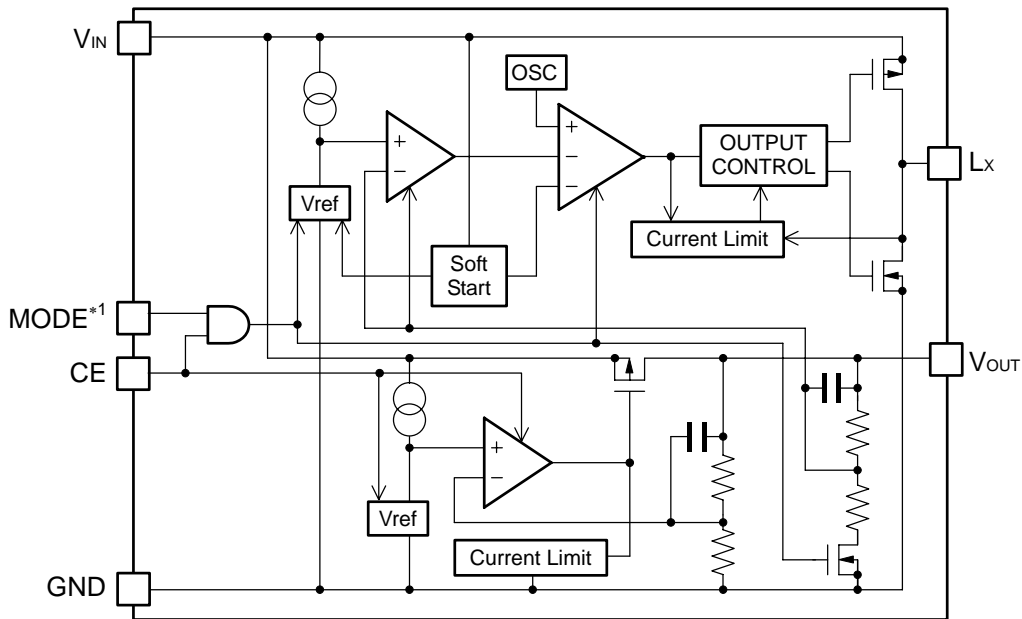 VIN
OSC
+
−
+
−
−
OUTPUT
CONTROL
LX
Vref
Current Limit
Soft
Start
MODE*1
CE
VOUT
+
−
Vref
Current Limit
GND